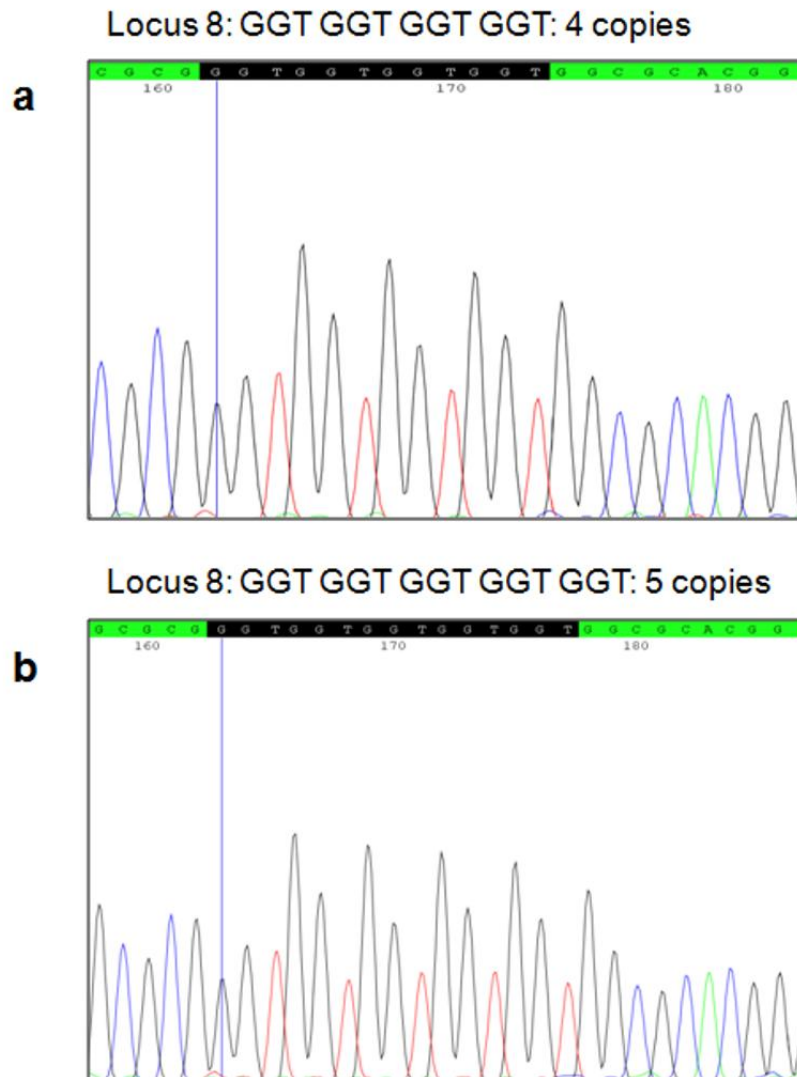 Locus 8: GGT GGT GGT GGT: 4 copies
a
C G C G G G T G G T G G T G G T G G C G C A C G G
160 170 180
Locus 8: GGT GGT GGT GGT GGT: 5 copies
b
G C G C G G G T G G T G G T G G T G G T G G C G C A C G G
160 170 180